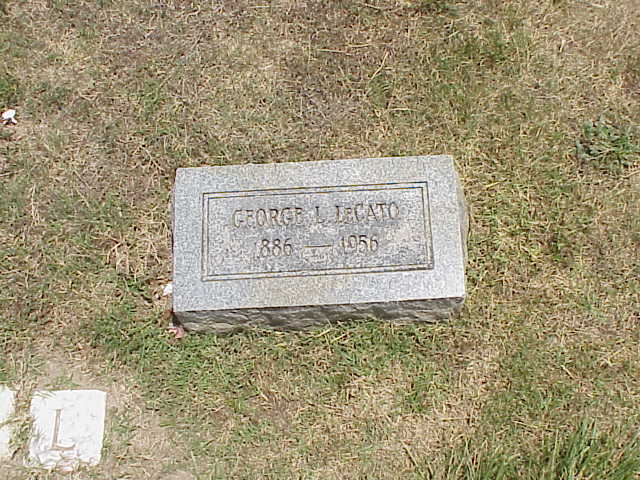 GEORGE L. LECATO
1886 — 1956
L